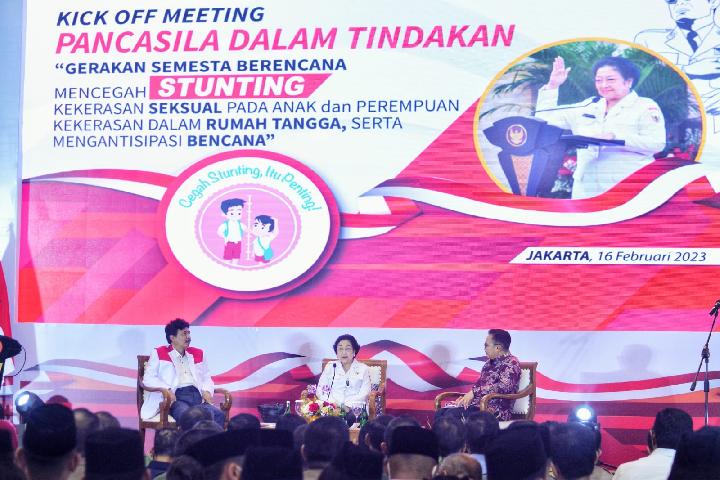 KICK OFF MEETING
PANCASILA DALAM TINDAKAN
“GERAKAN SEMESTA BERENCANA
MENCEGAH STUNTING
KEKERASAN SEKSUAL PADA ANAK dan PEREMPUAN
KEKERASAN DALAM RUMAH TANGGA, SERTA
MENGANTISIPASI BENCANA”
Cegah Stunting, Itu Penting!
JAKARTA, 16 Februari 2023